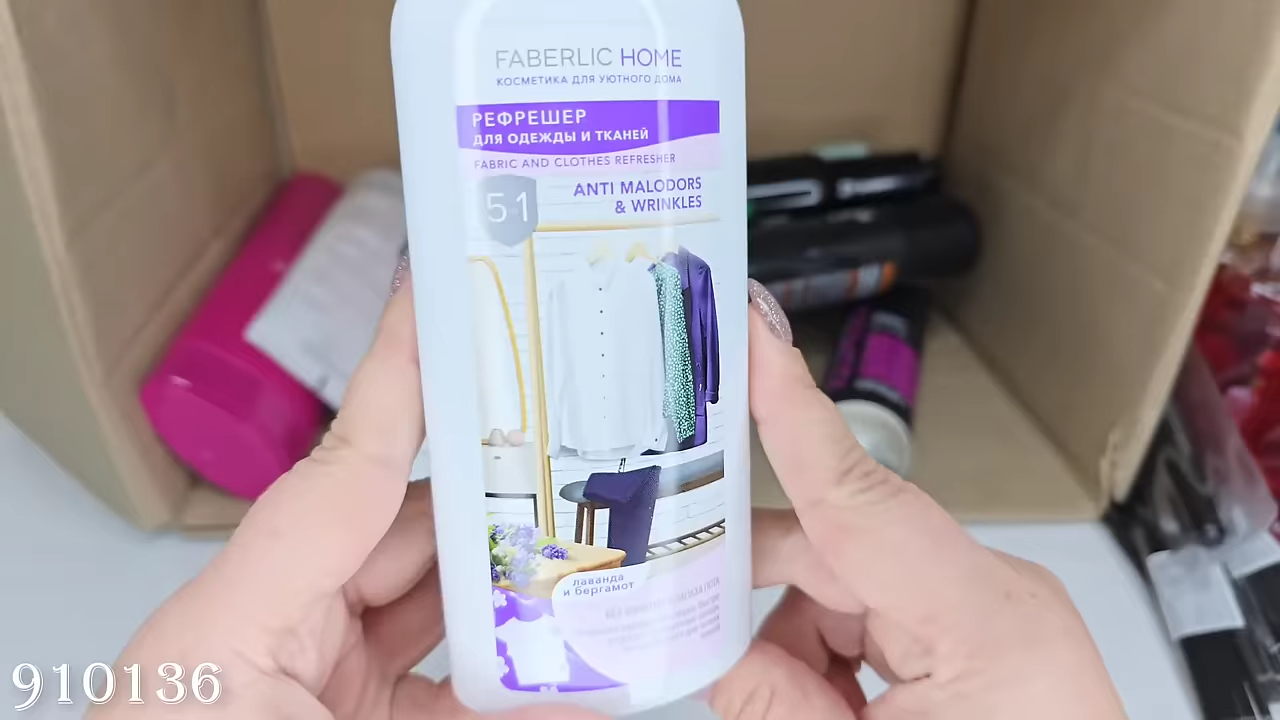 FABERLIC HOME
КОСМЕТИКА ДЛЯ УЮТНОГО ДОМА
РЕФРЕШЕР
ДЛЯ ОДЕЖДЫ И ТКАНЕЙ
FABRIC AND CLOTHES REFRESHER
5 in 1
ANTI MALODORS
& WRINKLES
лаванда
и бергамот
910136